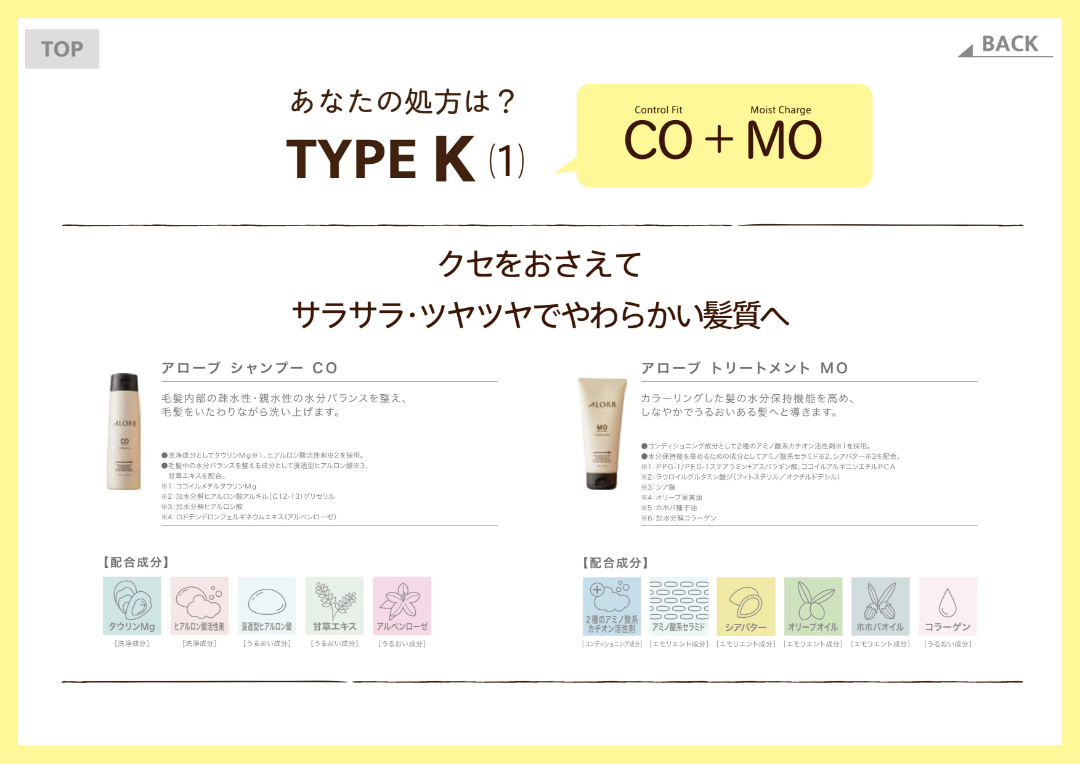 TOP
BACK
あなたの処方は？
TYPE K (1)
Control Fit
Moist Charge
CO + MO
クセをおさえて
サラサラ・ツヤツヤでやわらかい髪質へ
アローブ シャンプー CO
毛髪内部の疎水性・親水性の水分バランスを整え、
毛髪をいたわりながら洗い上げます。
●洗浄成分としてタウリンMg※1、ヒアルロン酸活性剤※2を採用。
●毛髪中の水分バランスを整える成分として浸透型ヒアルロン酸※3、
甘草エキスを配合。
※1：ココイルメチルタウリンMg
※2：加水分解ヒアルロン酸アルキル（C12-13）グリセリル
※3：加水分解ヒアルロン酸
※4：ロドデンドロンフェルギネウムエキス（アルペンローゼ）
ALORB
CO
アローブ トリートメント MO
カラーリングした髪の水分保持機能を高め、
しなやかでうるおいある髪へと導きます。
●コンディショニング成分として2種のアミノ酸系カチオン活性剤※1を採用。
●水分保持能を高めるための成分としてアミノ酸系セラミド※2、シアバター※3を配合。
※1：PPG-1/PEG-1ステアラミン+アスパラギン酸、ココイルアルギニンエチルPCA
※2：ラウロイルグルタミン酸ジ（フィトステリル／オクチルドデシル）
※3：シア脂
※4：オリーブ果実油
※5：ホホバ種子油
※6：加水分解コラーゲン
ALORB
MO
【配合成分】
タウリンMg
ヒアルロン酸活性剤
浸透型ヒアルロン酸
甘草エキス
アルペンローゼ
［洗浄成分］
［洗浄成分］
［うるおい成分］
［うるおい成分］
［うるおい成分］
【配合成分】
2種のアミノ酸系
カチオン活性剤
アミノ酸系セラミド
シアバター
オリーブオイル
ホホバオイル
コラーゲン
［コンディショニング成分］
［エモリエント成分］
［エモリエント成分］
［エモリエント成分］
［エモリエント成分］
［うるおい成分］